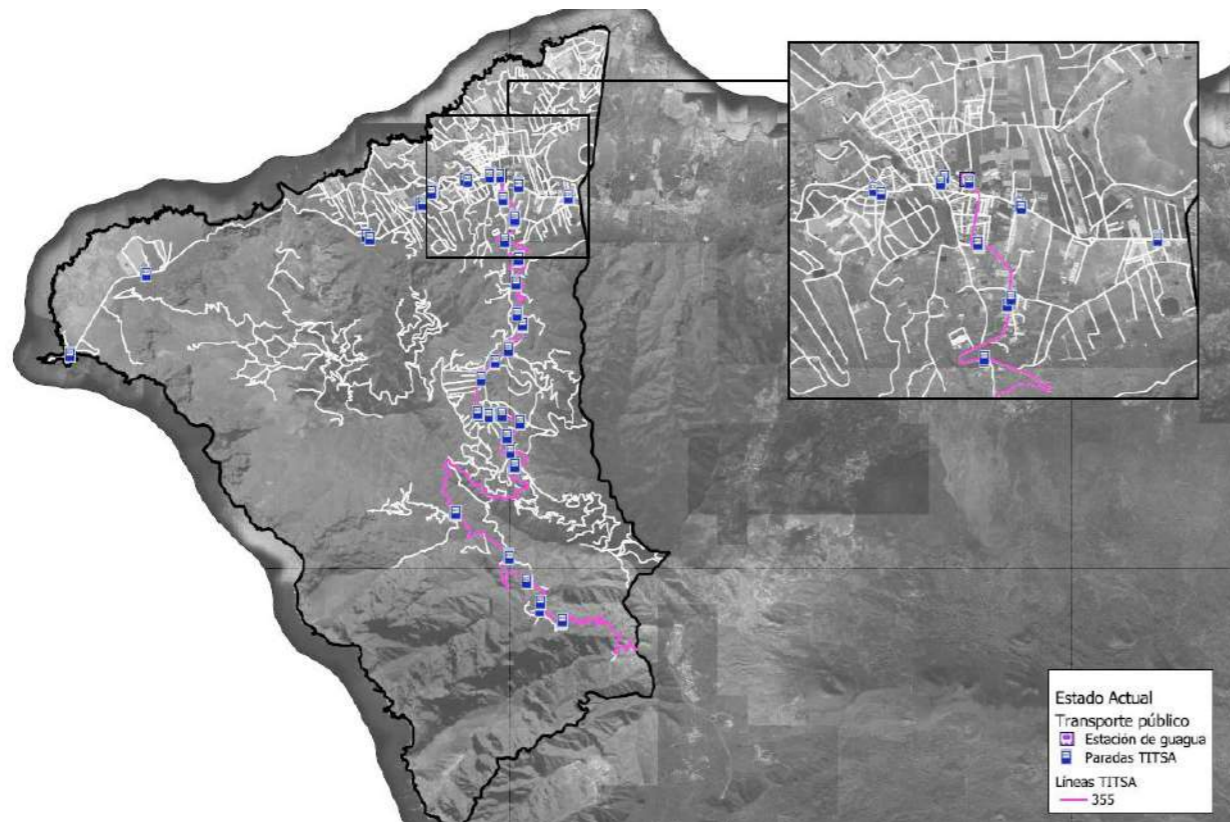 Estado Actual
Transporte público
Estación de guagua
Paradas TITSA
Líneas TITSA
355